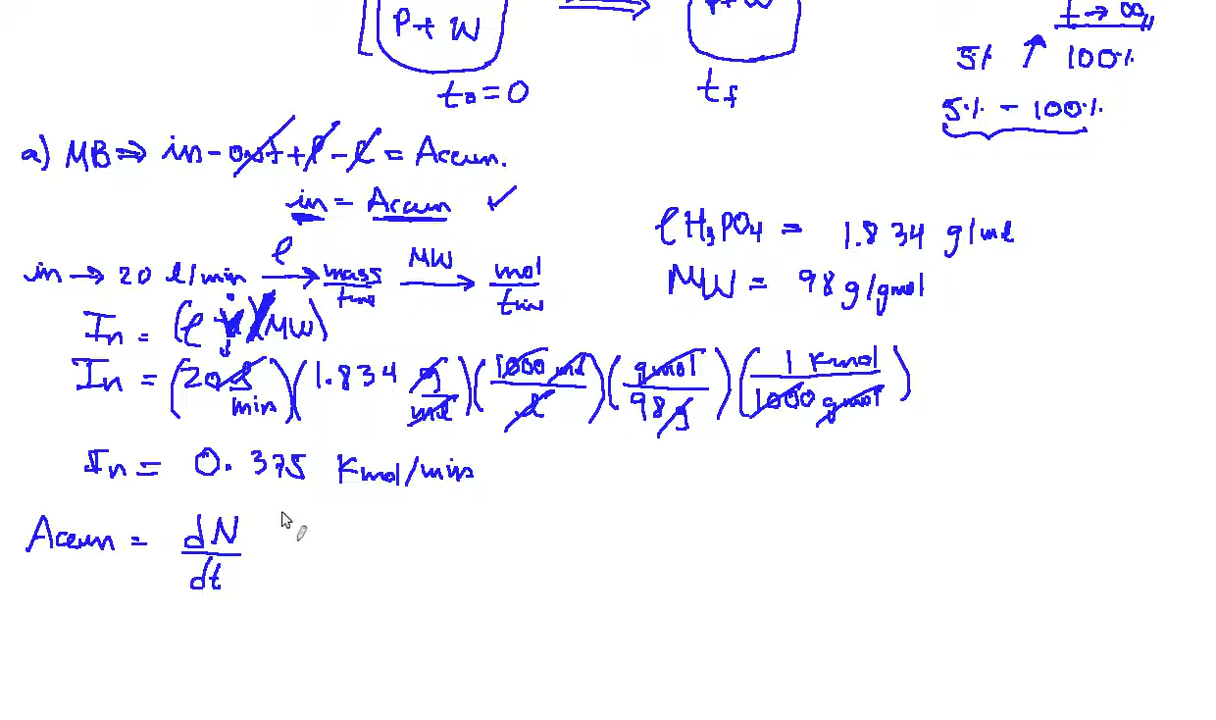 P+ W
P+W
t → ∞
5% ↑ 100%
t₀ = 0
t_f
5% - 100%
a) MB ⇒ in - out + l - l = Accum.
in = Accum ✓
ρ H₃PO₄ = 1.834 g/ml
in → 20 l/min →(ρ) mass/time →(MW) mol/time
MW = 98 g/gmol
In = (ρ V̇)(MW)
In = (20 l/min)(1.834 g/ml)(1000 ml/l)(gmol/98 g)(1 Kmol/1000 gmol)
In = 0.375 Kmol/min
Accum = dN/dt